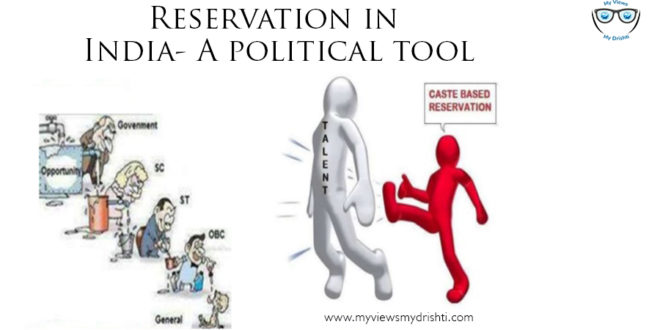 RESERVATION IN
INDIA- A POLITICAL TOOL
My Views
My Drishti
Govenment
Opportunity
SC
ST
OBC
General
TALENT
CASTE BASED
RESERVATION
www.myviewsmydrishti.com